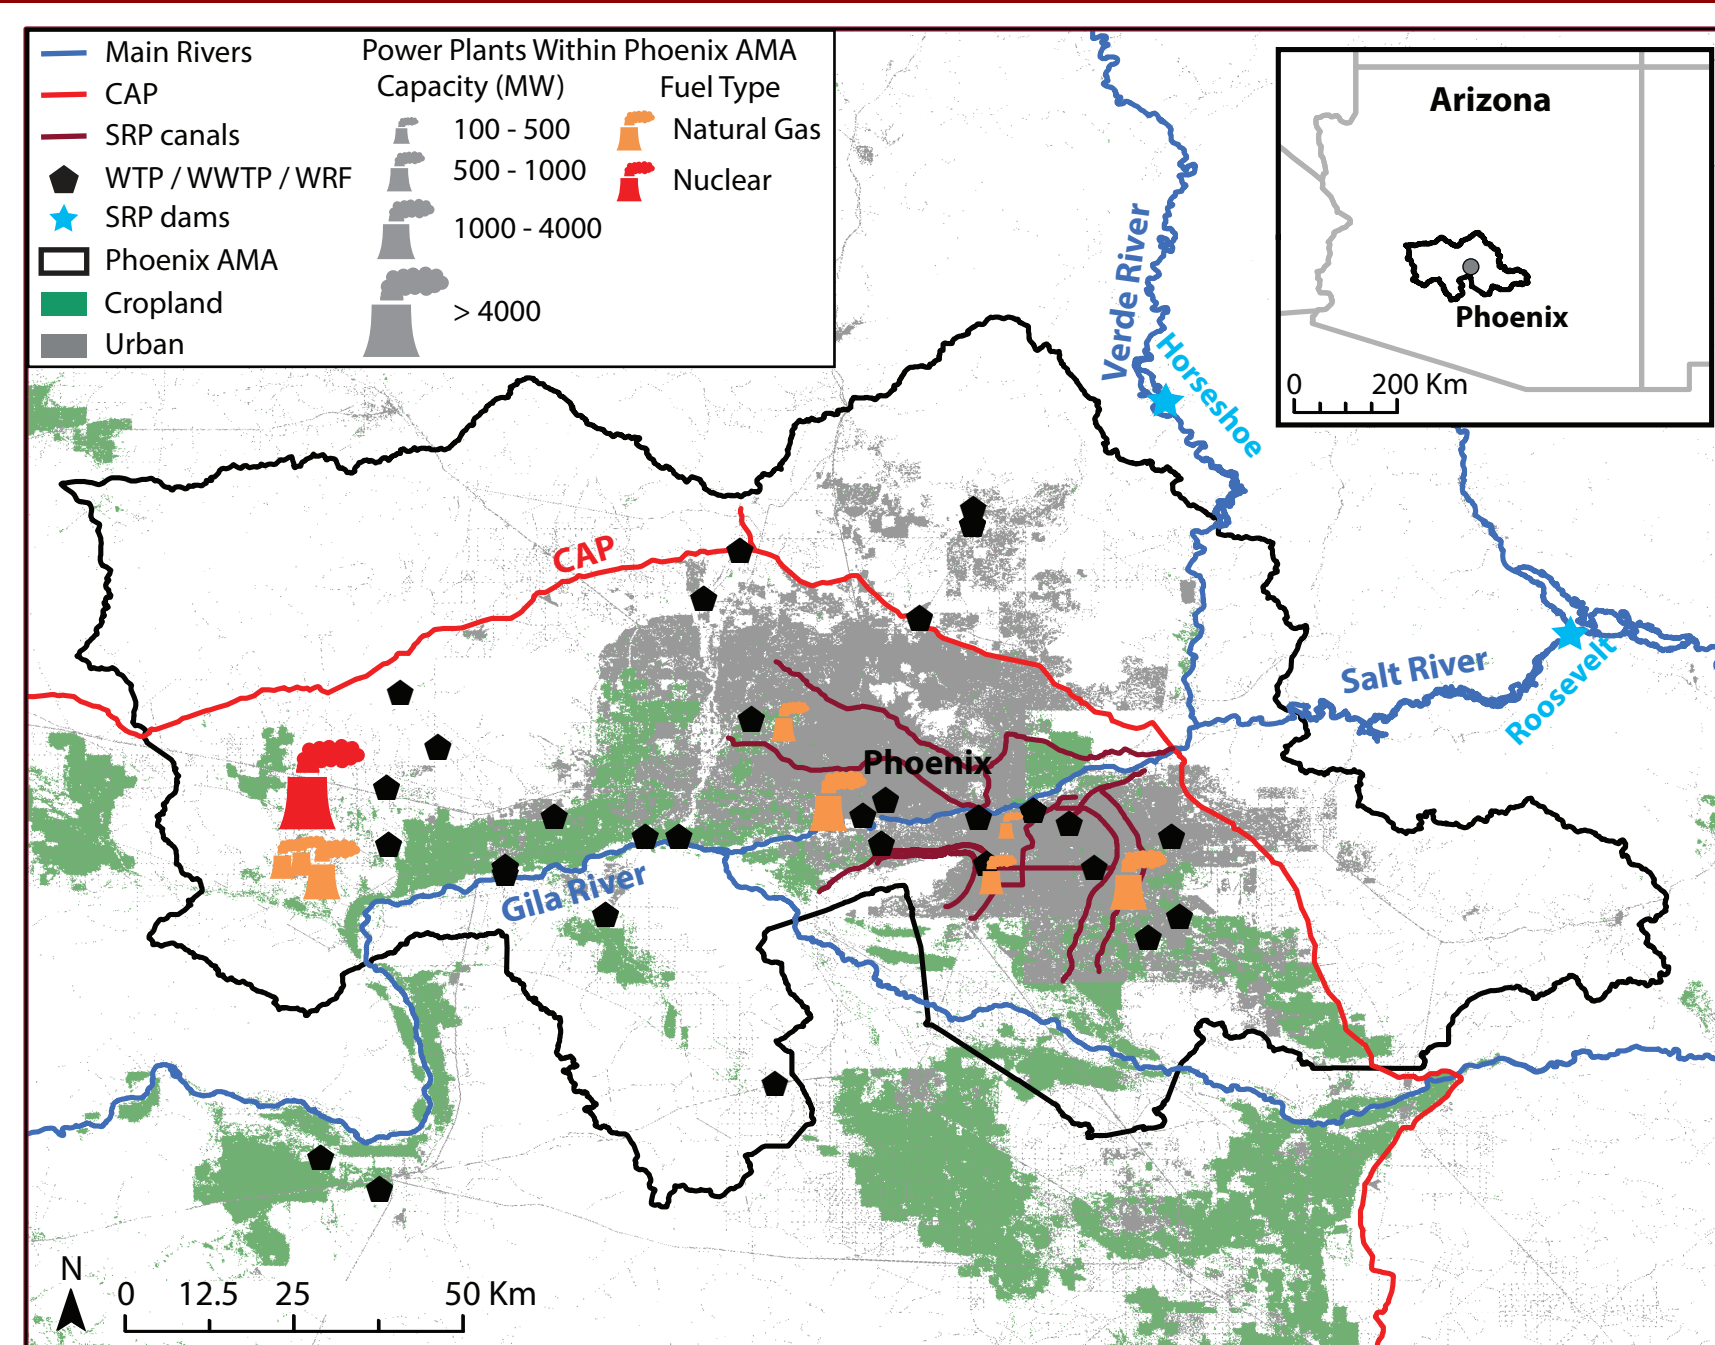 Main Rivers
CAP
SRP canals
WTP / WWTP / WRF
SRP dams
Phoenix AMA
Cropland
Urban
Power Plants Within Phoenix AMA
Capacity (MW)
100 - 500
500 - 1000
1000 - 4000
> 4000
Fuel Type
Natural Gas
Nuclear
Arizona
Phoenix
0 200 Km
Verde River
Horseshoe
CAP
Salt River
Roosevelt
Phoenix
Gila River
N
0 12.5 25 50 Km